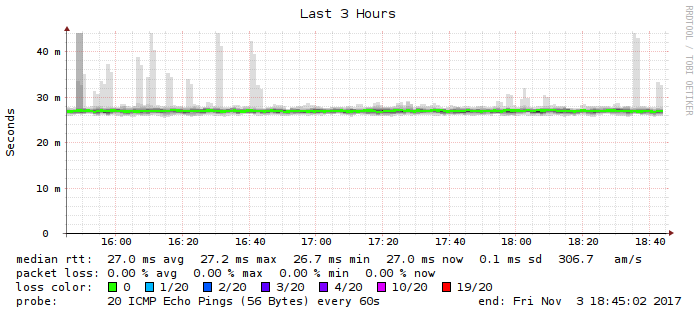 Last 3 Hours
RRDTOOL / TOBI OETIKER
Seconds
40 m
30 m
20 m
10 m
0
16:00 16:20 16:40 17:00 17:20 17:40 18:00 18:20 18:40
median rtt: 27.0 ms avg 27.2 ms max 26.7 ms min 27.0 ms now 0.1 ms sd 306.7 am/s
packet loss: 0.00 % avg 0.00 % max 0.00 % min 0.00 % now
loss color: 0 1/20 2/20 3/20 4/20 10/20 19/20
probe: 20 ICMP Echo Pings (56 Bytes) every 60s end: Fri Nov 3 18:45:02 2017